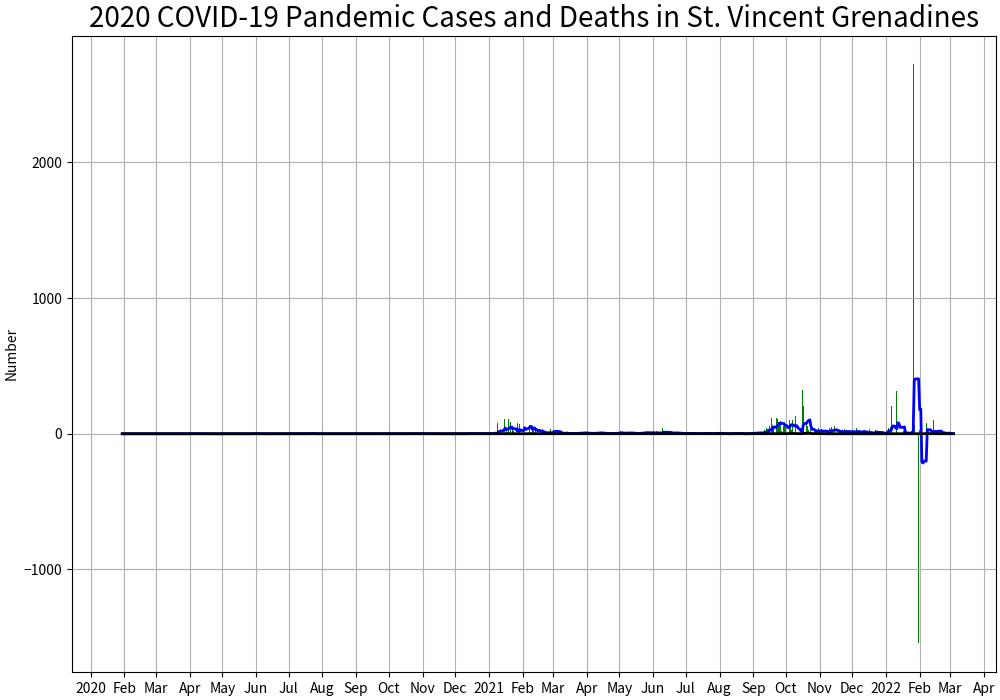 2020 COVID-19 Pandemic Cases and Deaths in St. Vincent Grenadines
Number
2000
1000
0
−1000
2020 Feb Mar Apr May Jun Jul Aug Sep Oct Nov Dec 2021 Feb Mar Apr May Jun Jul Aug Sep Oct Nov Dec 2022 Feb Mar Apr